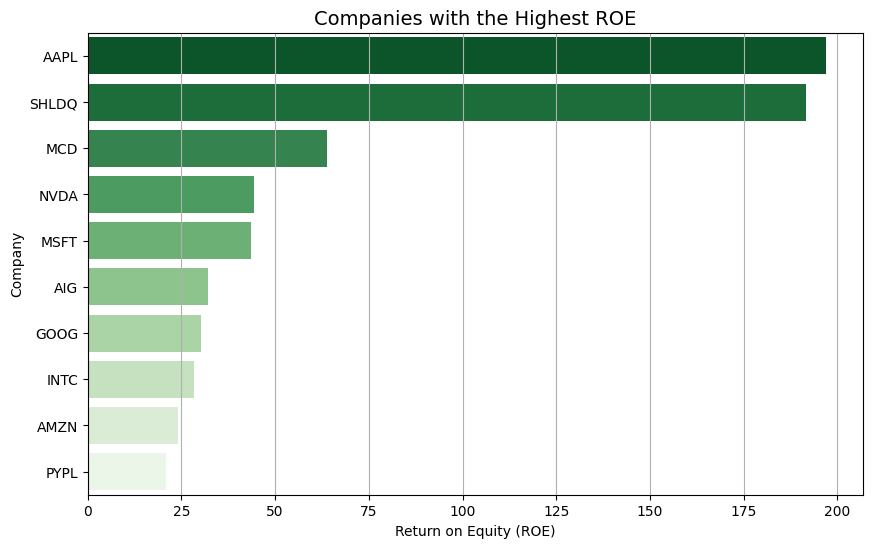 Companies with the Highest ROE
Company
AAPL
SHLDQ
MCD
NVDA
MSFT
AIG
GOOG
INTC
AMZN
PYPL
0 25 50 75 100 125 150 175 200
Return on Equity (ROE)